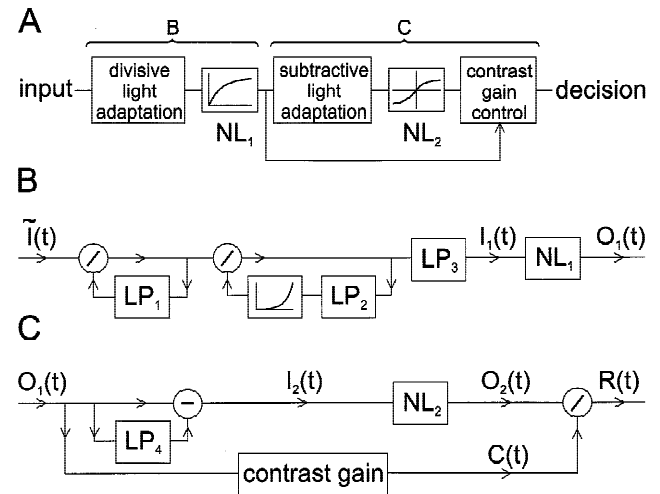 A
B
C
input
divisive
light
adaptation
NL₁
subtractive
light
adaptation
NL₂
contrast
gain
control
decision
B
Ĩ(t)
LP₁
LP₂
LP₃
I₁(t)
NL₁
O₁(t)
C
O₁(t)
LP₄
I₂(t)
NL₂
O₂(t)
R(t)
contrast gain
C(t)